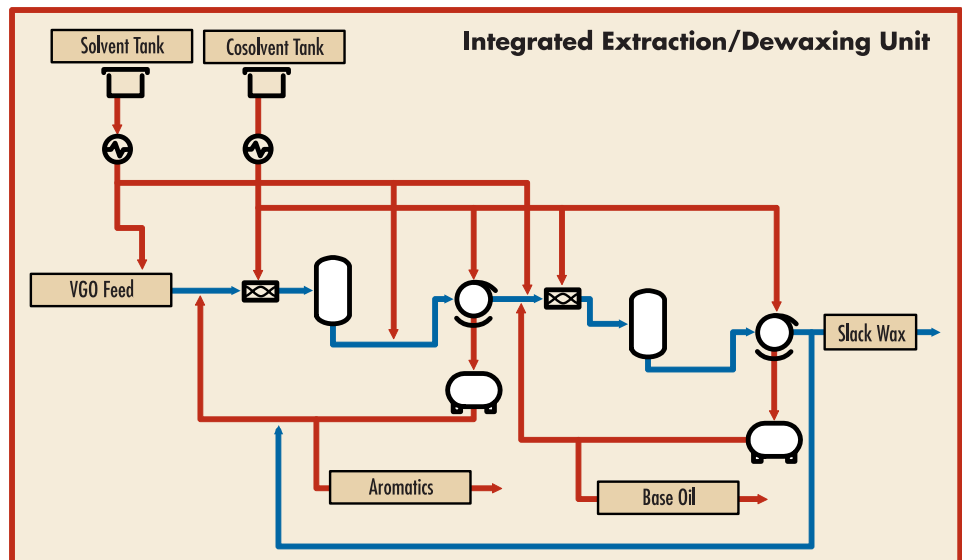 Solvent Tank
Cosolvent Tank
Integrated Extraction/Dewaxing Unit
VGO Feed
Slack Wax
Aromatics
Base Oil